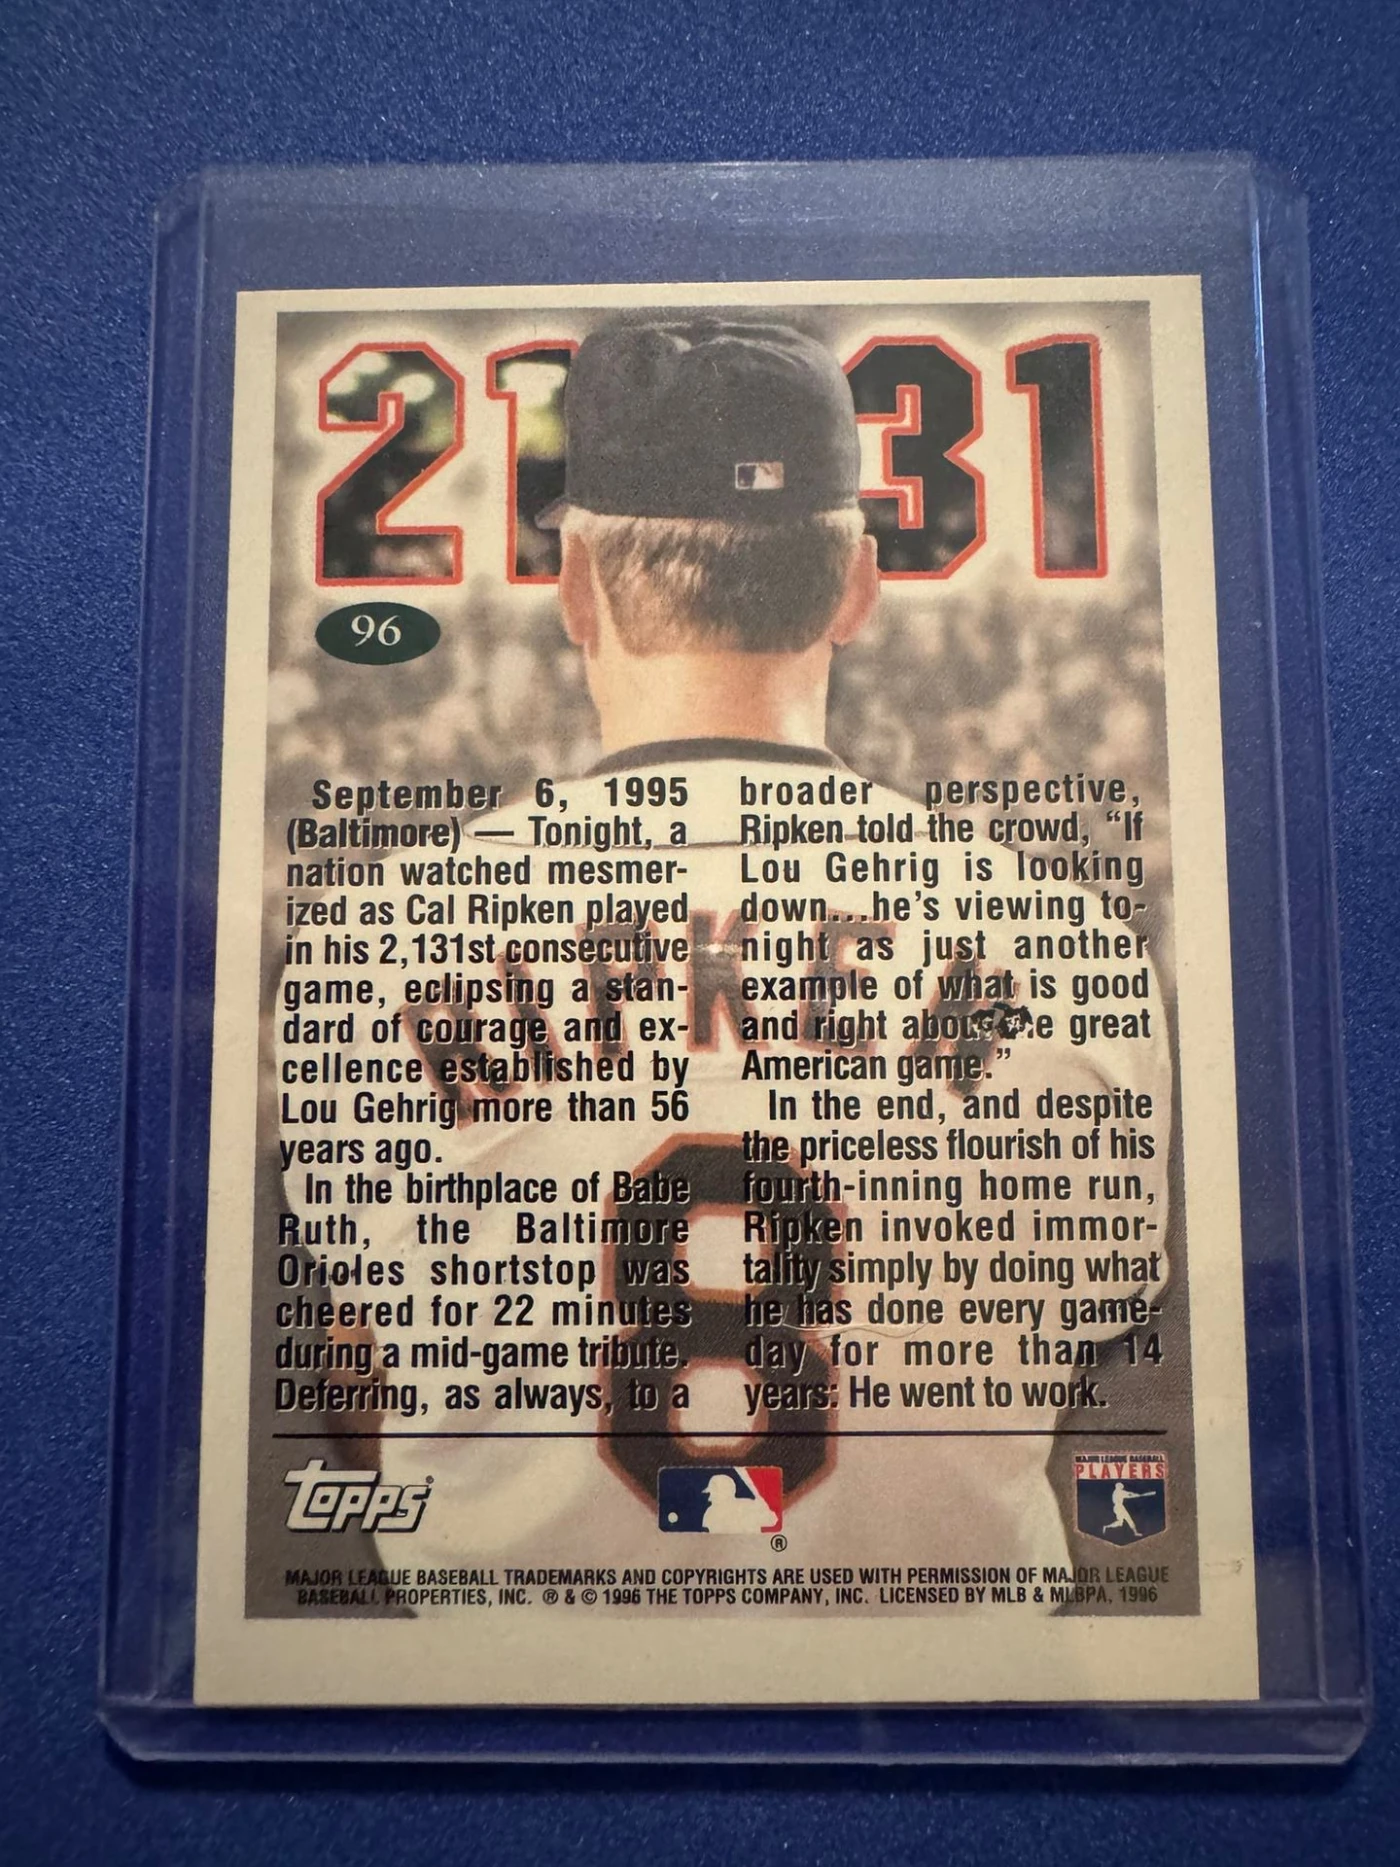 2131
96
September 6, 1995
(Baltimore) — Tonight, a
nation watched mesmer-
ized as Cal Ripken played
in his 2,131st consecutive
game, eclipsing a stan-
dard of courage and ex-
cellence established by
Lou Gehrig more than 56
years ago.
In the birthplace of Babe
Ruth, the Baltimore
Orioles shortstop was
cheered for 22 minutes
during a mid-game tribute.
Deferring, as always, to a
broader perspective,
Ripken told the crowd, “If
Lou Gehrig is looking
down...he's viewing to-
night as just another
example of what is good
and right about the great
American game.”
In the end, and despite
the priceless flourish of his
fourth-inning home run,
Ripken invoked immor-
tality simply by doing what
he has done every game-
day for more than 14
years: He went to work.
RIPKEN
8
TOPPS®
®
MAJOR LEAGUE BASEBALL
PLAYERS
MAJOR LEAGUE BASEBALL TRADEMARKS AND COPYRIGHTS ARE USED WITH PERMISSION OF MAJOR LEAGUE
BASEBALL PROPERTIES, INC. ® & © 1996 THE TOPPS COMPANY, INC. LICENSED BY MLB & MLBPA, 1996